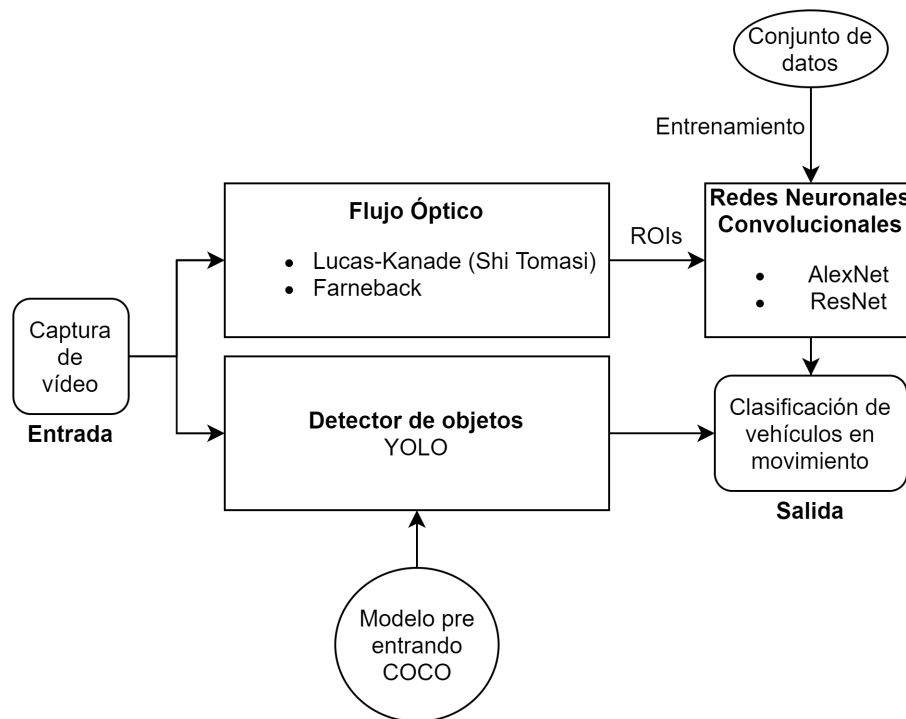 Conjunto de
datos
Entrenamiento
Redes Neuronales
Convolucionales
AlexNet
ResNet
Flujo Óptico
Lucas-Kanade (Shi Tomasi)
Farneback
ROIs
Captura
de
vídeo
Entrada
Detector de objetos
YOLO
Clasificación de
vehículos en
movimiento
Salida
Modelo pre
entrando
COCO